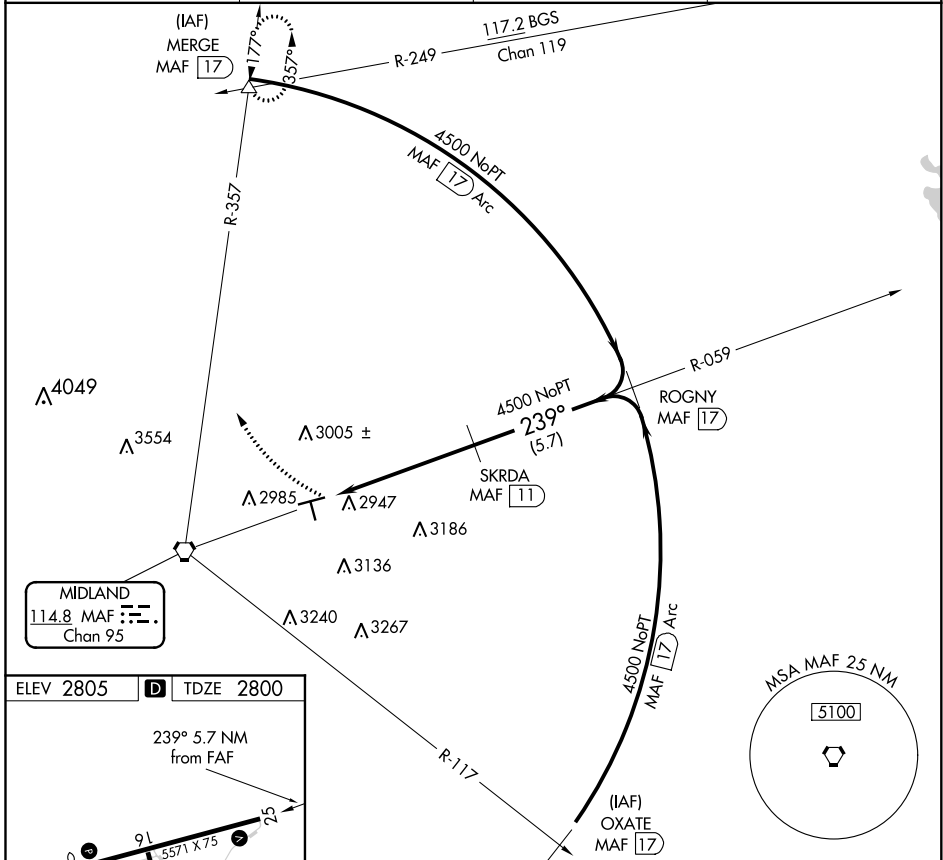 (IAF)
MERGE
MAF 17
177°
357°
R-249
117.2 BGS
Chan 119
4500 NoPT
MAF 17 Arc
R-357
R-059
4049
3554
3005 ±
4500 NoPT
239°
(5.7)
ROGNY
MAF 17
SKRDA
MAF 11
2985
2947
3186
3136
MIDLAND
114.8 MAF
Chan 95
3240
3267
4500 NoPT
MAF 17 Arc
MSA MAF 25 NM
5100
R-117
(IAF)
OXATE
MAF 17
ELEV 2805 D TDZE 2800
239° 5.7 NM
from FAF
25
91
5571 X 75
P
V